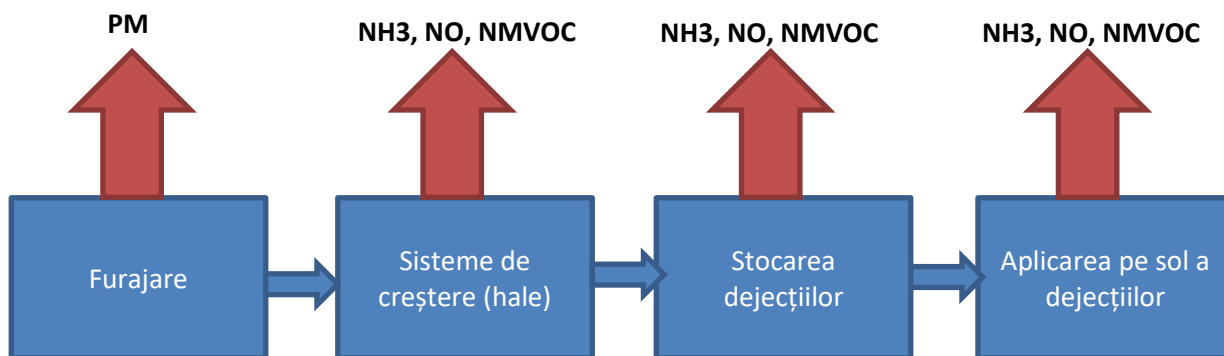 PM
NH3, NO, NMVOC
NH3, NO, NMVOC
NH3, NO, NMVOC
Furajare
Sisteme de
creștere (hale)
Stocarea
dejecțiilor
Aplicarea pe sol a
dejecțiilor